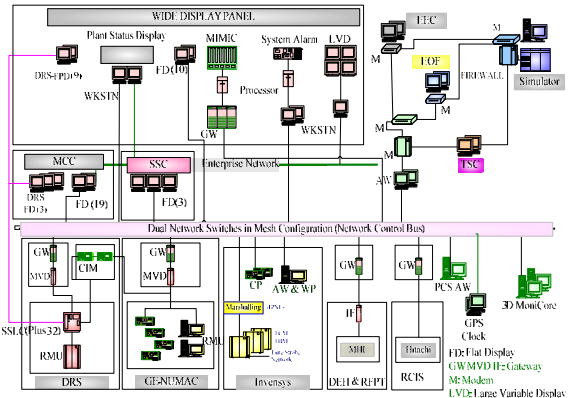 WIDE DISPLAY PANEL
Plant Status Display
MIMIC
System Alarm
LVD
DRS-FPD(9)
WKSTN
FD(10)
Processor
GW
WKSTN
EEC
M
M
EOF
M
FIREWALL
Simulator
M
M
TSC
AW
MCC
SSC
Enterprise Network
DRS
FD(3)
FD(19)
FD(3)
Dual Network Switches in Mesh Configuration (Network Control Bus)
GW
MVD
CIM
GW
MVD
CP
AW & WP
GW
GW
PCS AW
GPS
Clock
3D MoniCore
SSLC(Plus32)
RMU
RMU
Marshalling
IF
MHI
Hitachi
DRS
GE-NUMAC
Invensys
DEH & RFPT
RCIS
FD: Flat Display
GW MVD IF: Gateway
M: Modem
LVD: Large Variable Display